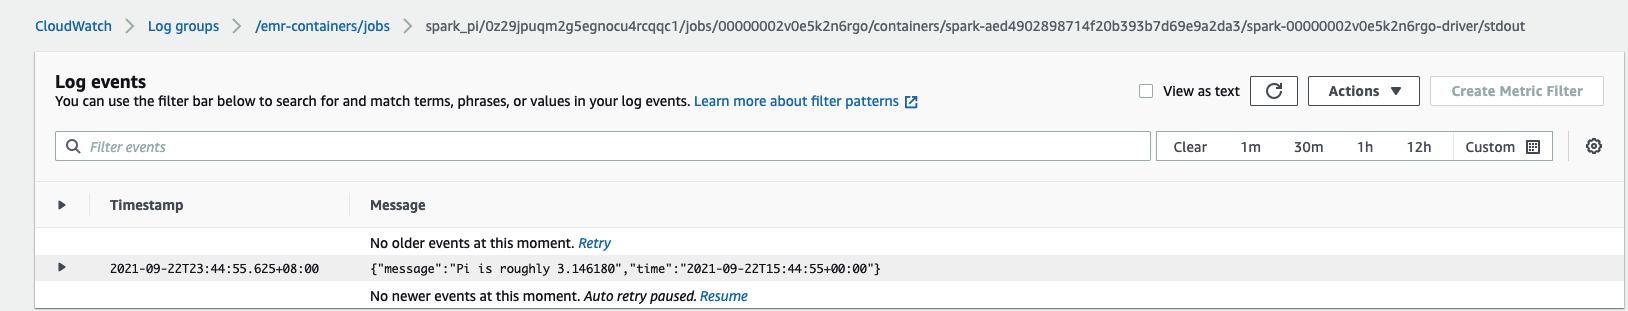 CloudWatch > Log groups > /emr-containers/jobs > spark_pi/0z29jpuqm2g5egnocu4rcqqc1/jobs/00000002v0e5k2n6rgo/containers/spark-aed4902898714f20b393b7d69e9a2da3/spark-00000002v0e5k2n6rgo-driver/stdout
Log events
You can use the filter bar below to search for and match terms, phrases, or values in your log events. Learn more about filter patterns
View as text Actions Create Metric Filter
Filter events Clear 1m 30m 1h 12h Custom
Timestamp Message
No older events at this moment. Retry
2021-09-22T23:44:55.625+08:00 {"message":"Pi is roughly 3.146180","time":"2021-09-22T15:44:55+00:00"}
No newer events at this moment. Auto retry paused. Resume